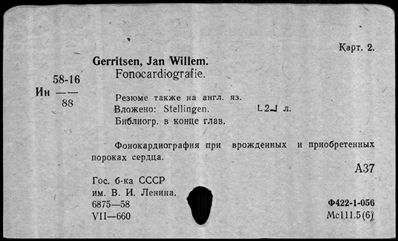 Карт. 2.
Gerritsen, Jan Willem.
Fonocardiografie.
58-16
Ин —
88
Резюме также на англ. яз.
Вложено: Stellingen. [2] л.
Библиогр. в конце глав.
Фонокардиография при врожденных и приобретенных
пороках сердца.
А37
Гос. б-ка СССР
им. В. И. Ленина.
6875—58
VII—660
Ф422-1-056
Мс111.5(6)